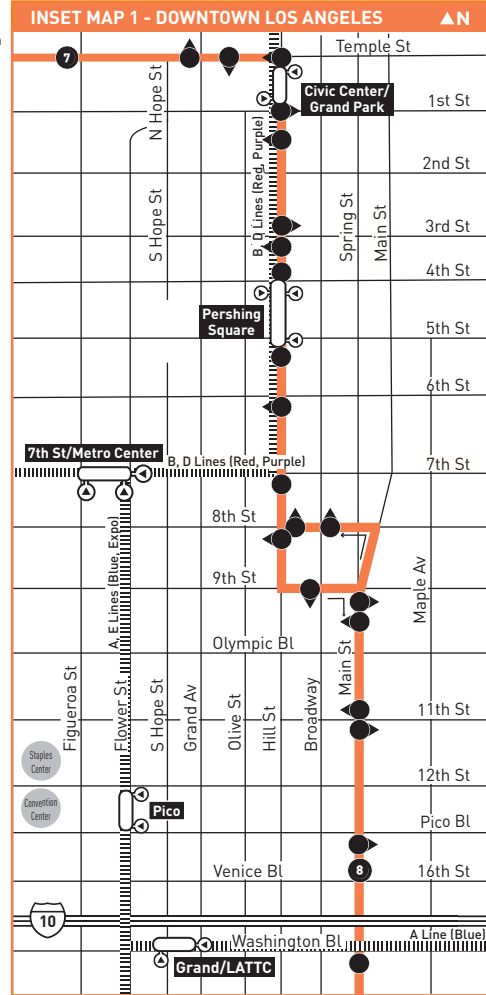 INSET MAP 1 - DOWNTOWN LOS ANGELES
N
7
Temple St
N Hope St
Civic Center/
Grand Park
1st St
B, D Lines (Red, Purple)
2nd St
S Hope St
Spring St
Main St
3rd St
4th St
Pershing
Square
5th St
6th St
7th St/Metro Center
B, D Lines (Red, Purple)
7th St
8th St
A, E Lines (Blue, Expo)
9th St
Maple Av
Olympic Bl
Figueroa St
Flower St
S Hope St
Grand Av
Olive St
Hill St
Broadway
Main St
11th St
Staples
Center
12th St
Convention
Center
Pico
Pico Bl
Venice Bl
8
16th St
10
Washington Bl
A Line (Blue)
Grand/LATTC